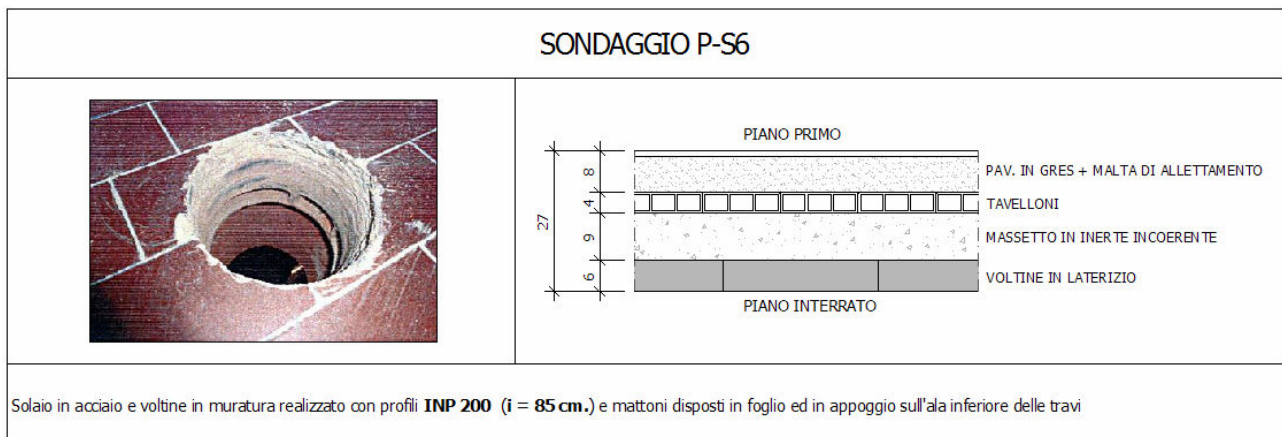 SONDAGGIO P-S6
PIANO PRIMO
8
PAV. IN GRES + MALTA DI ALLETTAMENTO
4
TAVELLONI
27
9
MASSETTO IN INERTE INCOERENTE
6
VOLTINE IN LATERIZIO
PIANO INTERRATO
Solaio in acciaio e voltine in muratura realizzato con profili INP 200 (i = 85 cm.) e mattoni disposti in foglio ed in appoggio sull'ala inferiore delle travi